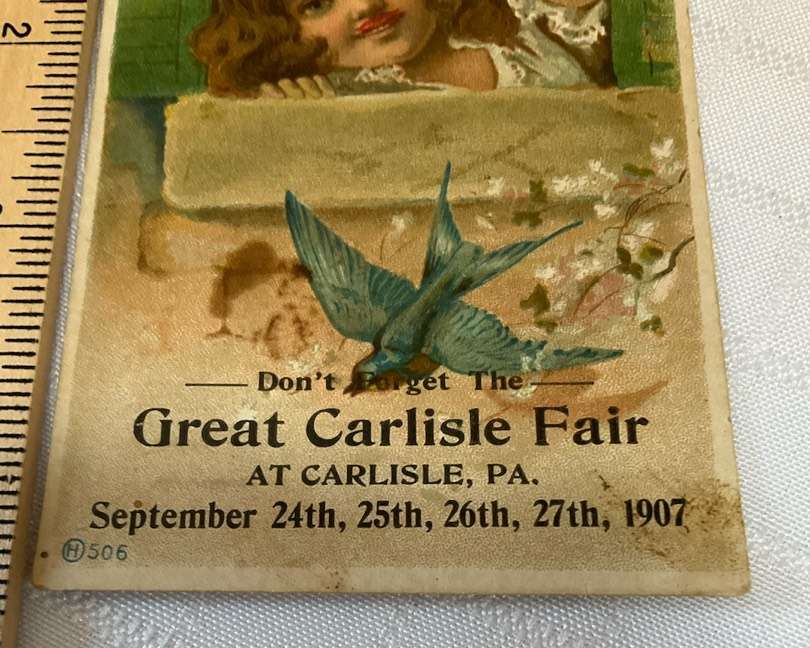 2
Don't Forget The
Great Carlisle Fair
AT CARLISLE, PA.
September 24th, 25th, 26th, 27th, 1907
Ⓗ506